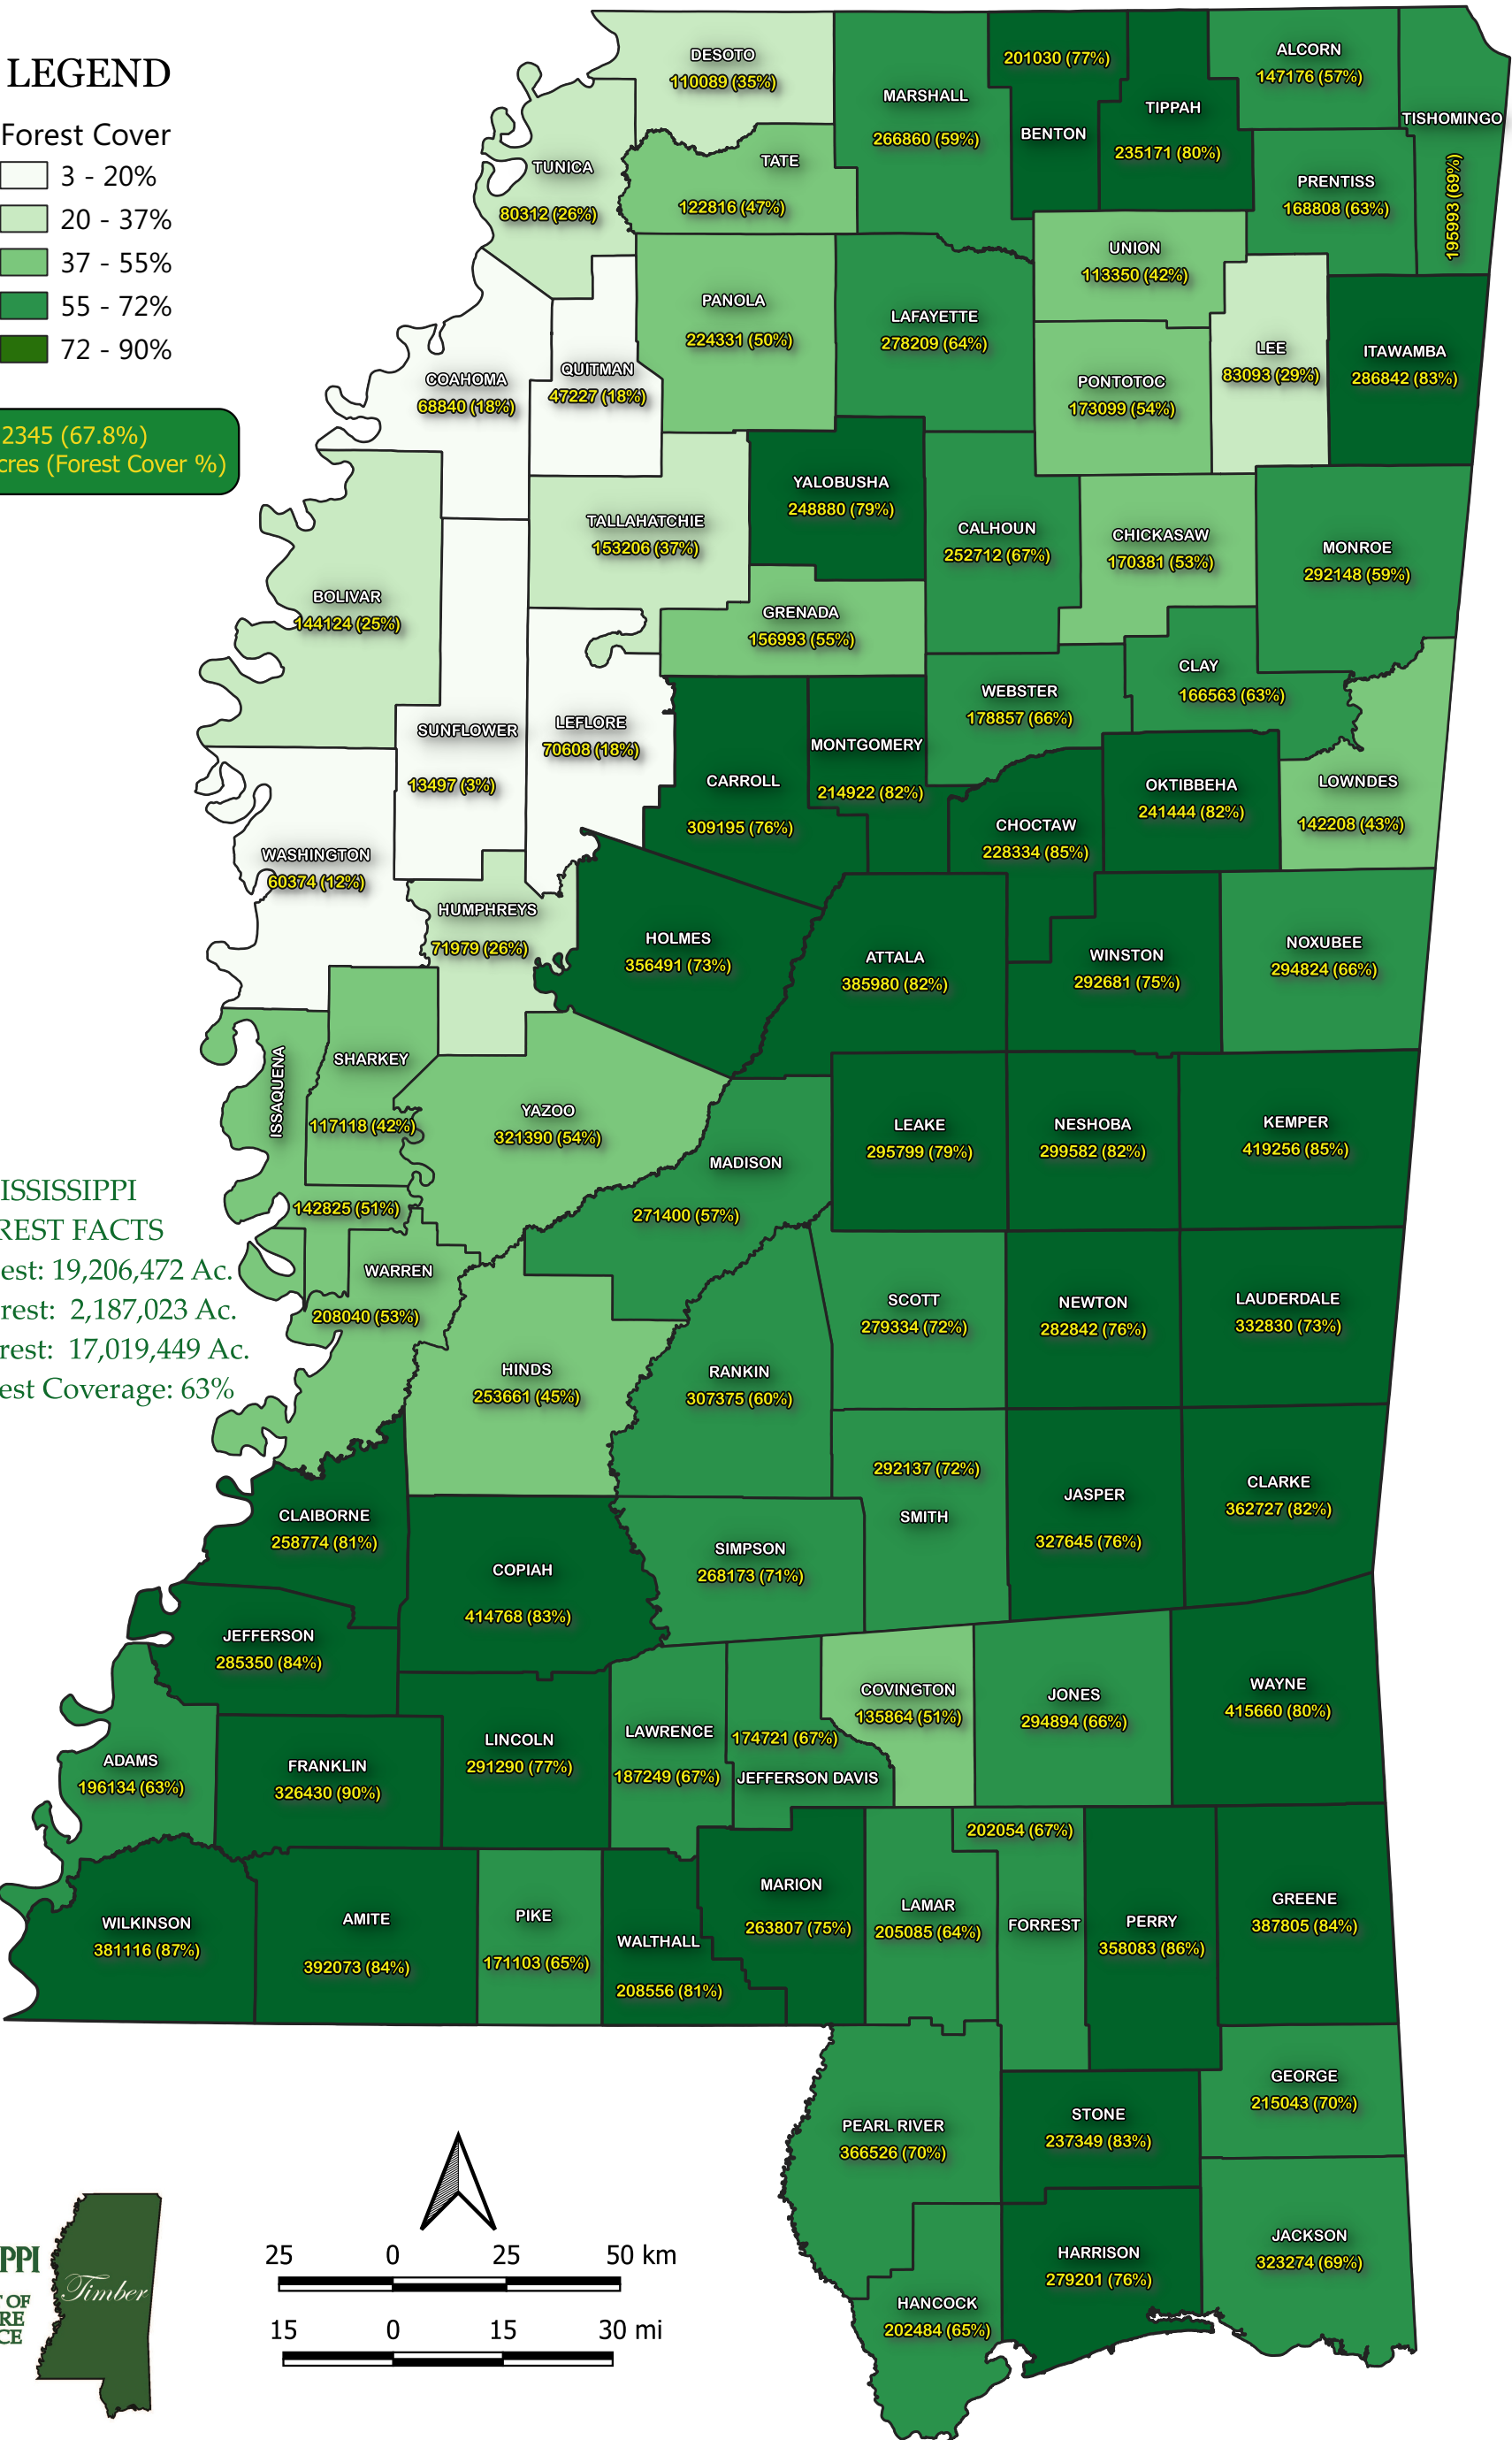 LEGEND
Forest Cover
3 - 20%
20 - 37%
37 - 55%
55 - 72%
72 - 90%
2345 (67.8%)
cres (Forest Cover %)
DESOTO
110089 (35%)
MARSHALL
266860 (59%)
201030 (77%)
BENTON
TIPPAH
235171 (80%)
ALCORN
147176 (57%)
TISHOMINGO
195993 (69%)
TUNICA
80312 (26%)
TATE
122816 (47%)
PRENTISS
168808 (63%)
UNION
113350 (42%)
PANOLA
224331 (50%)
LAFAYETTE
278209 (64%)
LEE
83093 (29%)
ITAWAMBA
286842 (83%)
COAHOMA
68840 (18%)
QUITMAN
47227 (18%)
PONTOTOC
173099 (54%)
YALOBUSHA
248880 (79%)
TALLAHATCHIE
153206 (37%)
CALHOUN
252712 (67%)
CHICKASAW
170381 (53%)
MONROE
292148 (59%)
BOLIVAR
144124 (25%)
GRENADA
156993 (55%)
CLAY
166563 (63%)
WEBSTER
178857 (66%)
SUNFLOWER
13497 (3%)
LEFLORE
70608 (18%)
CARROLL
309195 (76%)
MONTGOMERY
214922 (82%)
CHOCTAW
228334 (85%)
OKTIBBEHA
241444 (82%)
LOWNDES
142208 (43%)
WASHINGTON
60374 (12%)
HUMPHREYS
71979 (26%)
HOLMES
356491 (73%)
ATTALA
385980 (82%)
WINSTON
292681 (75%)
NOXUBEE
294824 (66%)
ISSAQUENA
142825 (51%)
SHARKEY
117118 (42%)
YAZOO
321390 (54%)
MADISON
271400 (57%)
LEAKE
295799 (79%)
NESHOBA
299582 (82%)
KEMPER
419256 (85%)
ISSISSIPPI
REST FACTS
est: 19,206,472 Ac.
rest: 2,187,023 Ac.
rest: 17,019,449 Ac.
est Coverage: 63%
WARREN
208040 (53%)
HINDS
253661 (45%)
RANKIN
307375 (60%)
SCOTT
279334 (72%)
NEWTON
282842 (76%)
LAUDERDALE
332830 (73%)
292137 (72%)
SMITH
JASPER
327645 (76%)
CLARKE
362727 (82%)
CLAIBORNE
258774 (81%)
COPIAH
414768 (83%)
SIMPSON
268173 (71%)
JEFFERSON
285350 (84%)
ADAMS
196134 (63%)
FRANKLIN
326430 (90%)
LINCOLN
291290 (77%)
LAWRENCE
187249 (67%)
174721 (67%)
JEFFERSON DAVIS
COVINGTON
135864 (51%)
JONES
294894 (66%)
WAYNE
415660 (80%)
WILKINSON
381116 (87%)
AMITE
392073 (84%)
PIKE
171103 (65%)
WALTHALL
208556 (81%)
MARION
263807 (75%)
LAMAR
205085 (64%)
202054 (67%)
FORREST
PERRY
358083 (86%)
GREENE
387805 (84%)
PEARL RIVER
366526 (70%)
STONE
237349 (83%)
GEORGE
215043 (70%)
HANCOCK
202484 (65%)
HARRISON
279201 (76%)
JACKSON
323274 (69%)
25 0 25 50 km
15 0 15 30 mi
PPI
T OF
RE
CE
Timber